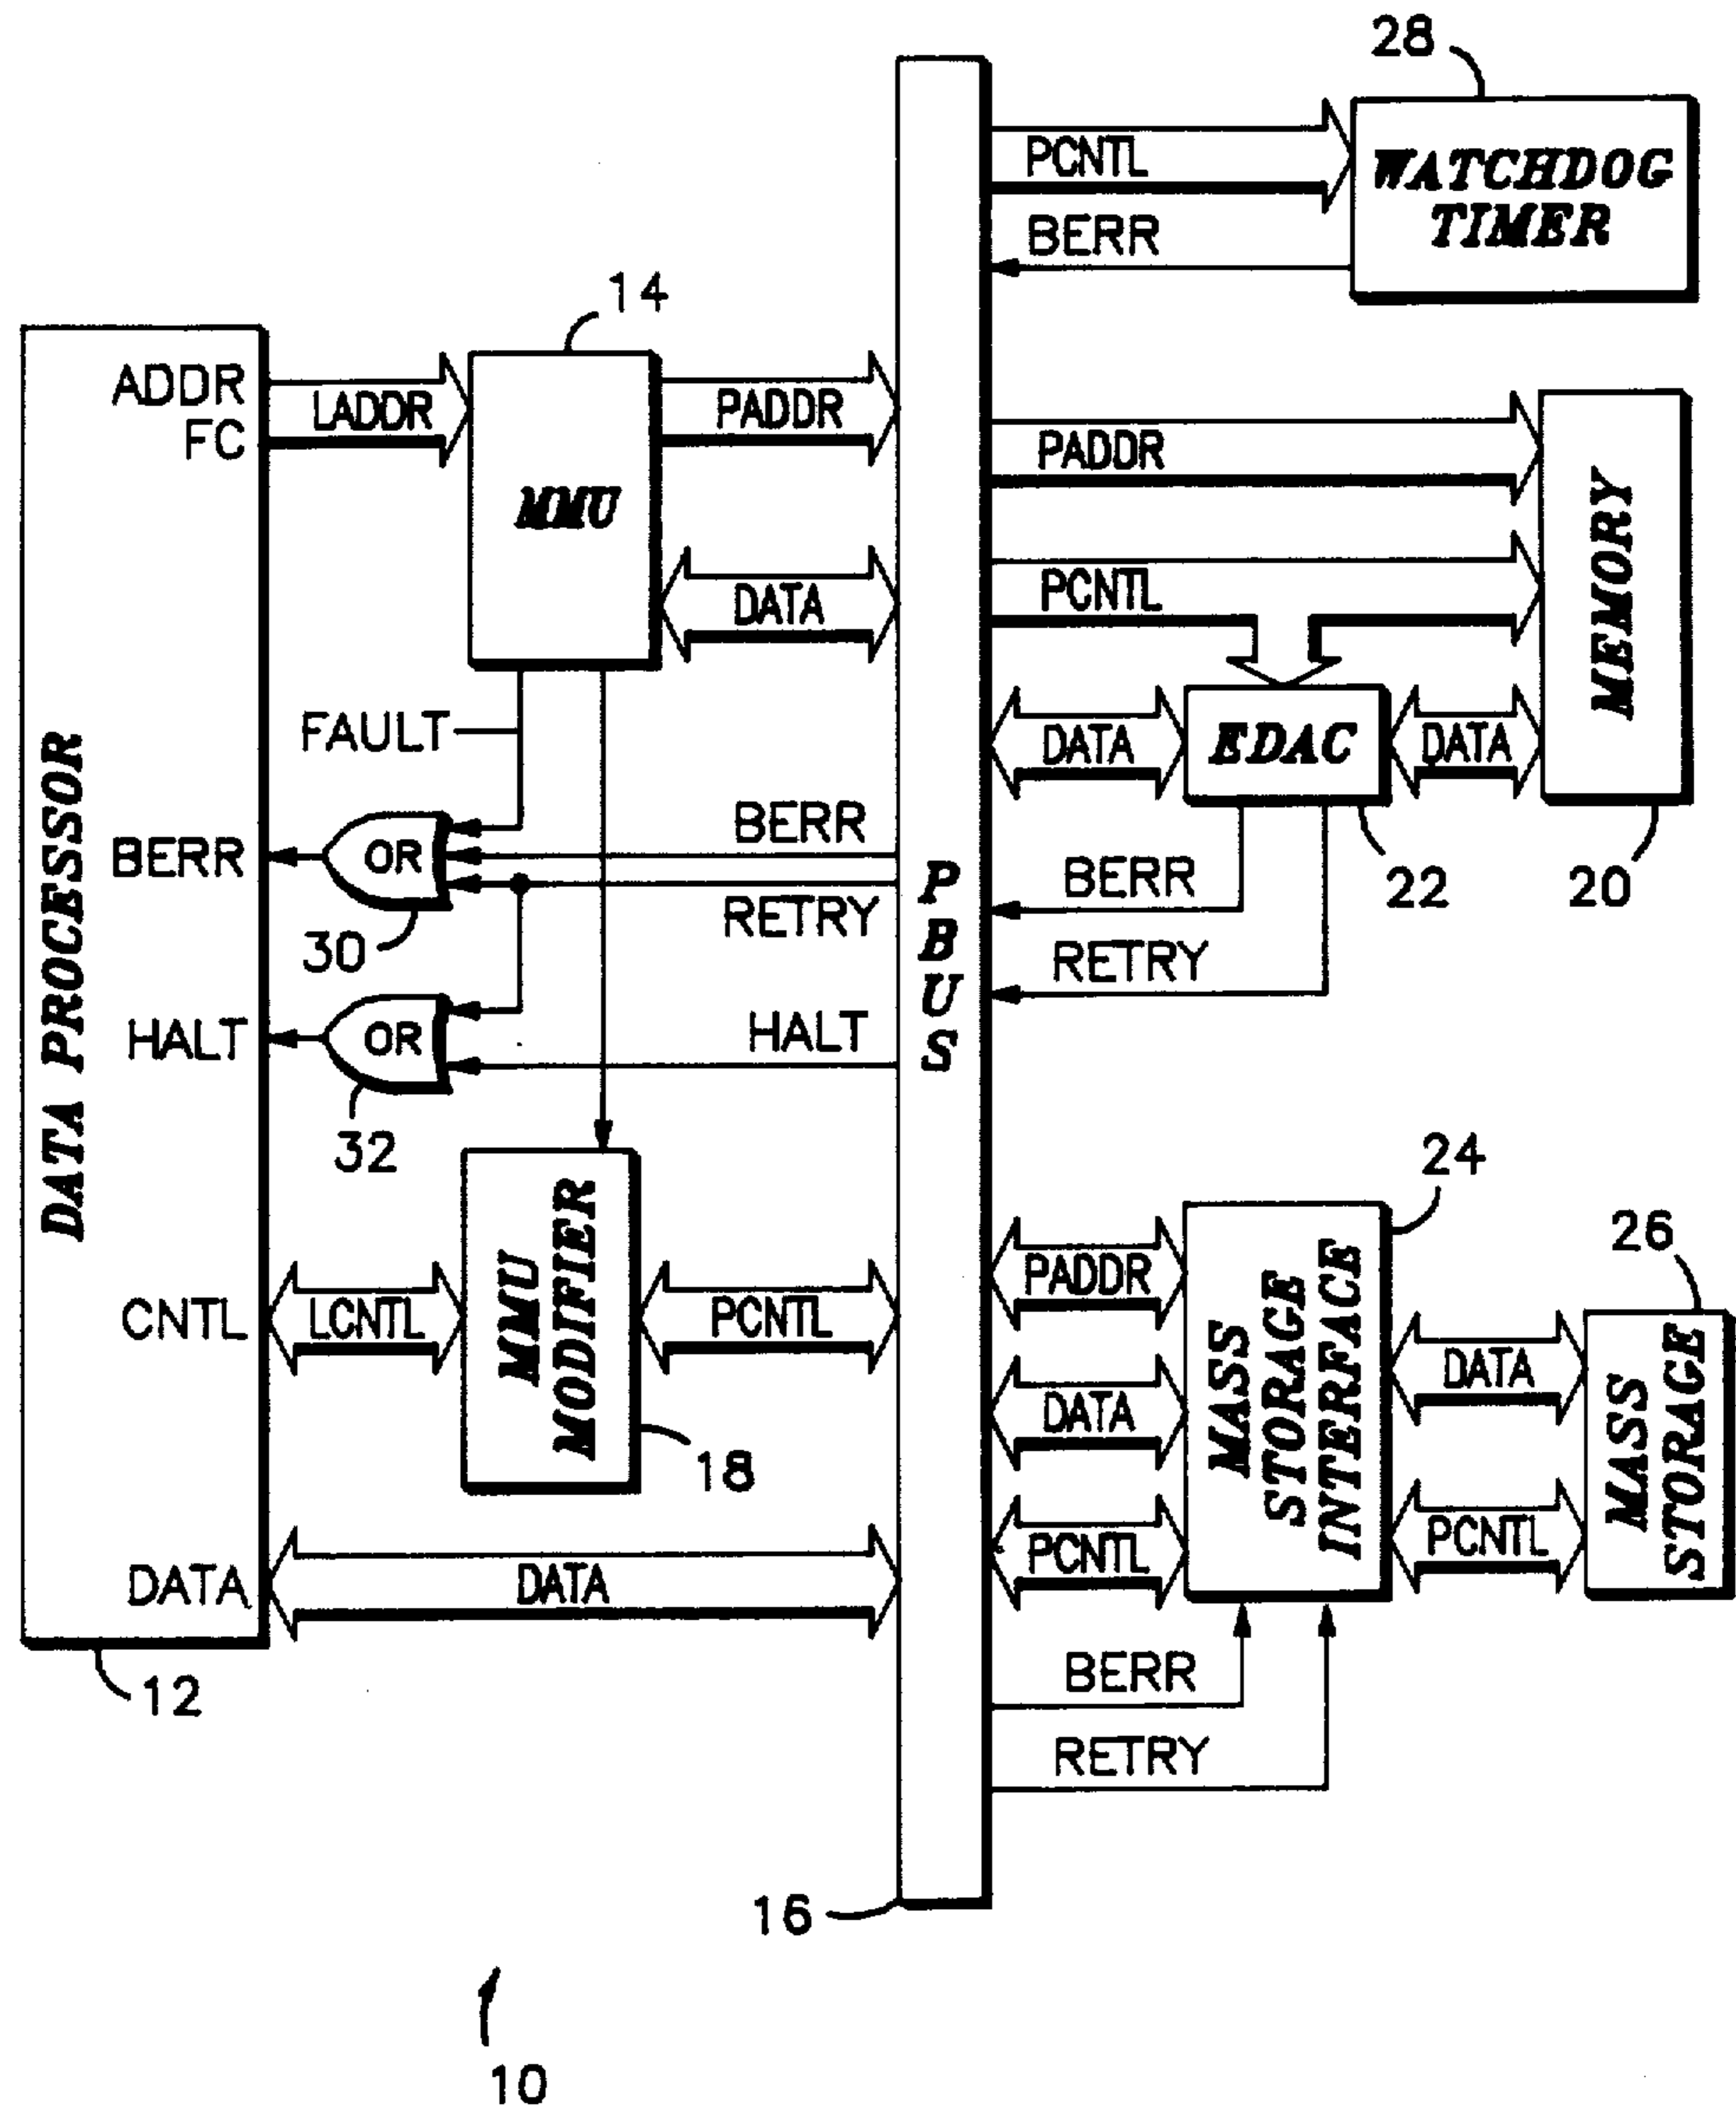 28
PCNTL
WATCHDOG
TIMER
BERR
14
ADDR
FC
LADDR
MMU
PADDR
DATA
FAULT
DATA PROCESSOR
BERR
OR
BERR
RETRY
30
HALT
OR
HALT
32
MMU
MODIFIER
CNTL
LCNTL
PCNTL
18
DATA
DATA
12
PBUS
16
PADDR
PCNTL
MEMORY
DATA
EDAC
DATA
22
20
BERR
RETRY
24
26
PADDR
DATA
PCNTL
MASS
STORAGE
INTERFACE
DATA
PCNTL
MASS
STORAGE
BERR
RETRY
10